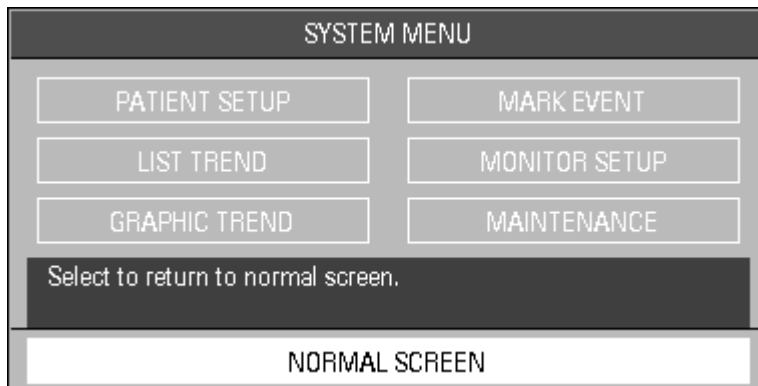 SYSTEM MENU
PATIENT SETUP
MARK EVENT
LIST TREND
MONITOR SETUP
GRAPHIC TREND
MAINTENANCE
Select to return to normal screen.
NORMAL SCREEN